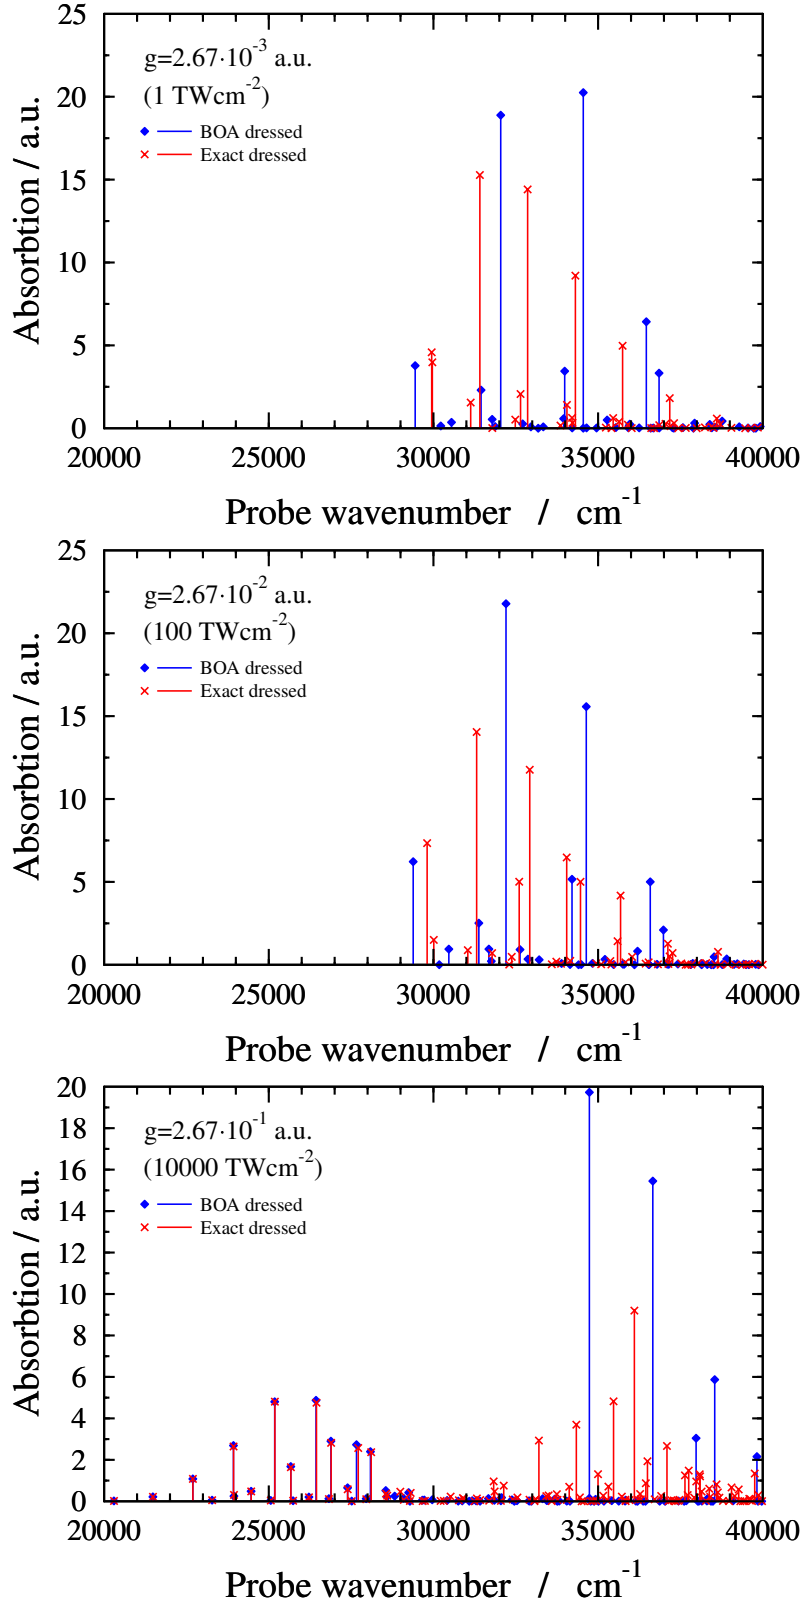 25
20
15
10
5
0
Absorbtion / a.u.
g=2.67·10⁻³ a.u.
(1 TWcm⁻²)
BOA dressed
Exact dressed
20000 25000 30000 35000 40000
Probe wavenumber / cm⁻¹
25
20
15
10
5
0
Absorbtion / a.u.
g=2.67·10⁻² a.u.
(100 TWcm⁻²)
BOA dressed
Exact dressed
20000 25000 30000 35000 40000
Probe wavenumber / cm⁻¹
20
18
16
14
12
10
8
6
4
2
0
Absorbtion / a.u.
g=2.67·10⁻¹ a.u.
(10000 TWcm⁻²)
BOA dressed
Exact dressed
20000 25000 30000 35000 40000
Probe wavenumber / cm⁻¹